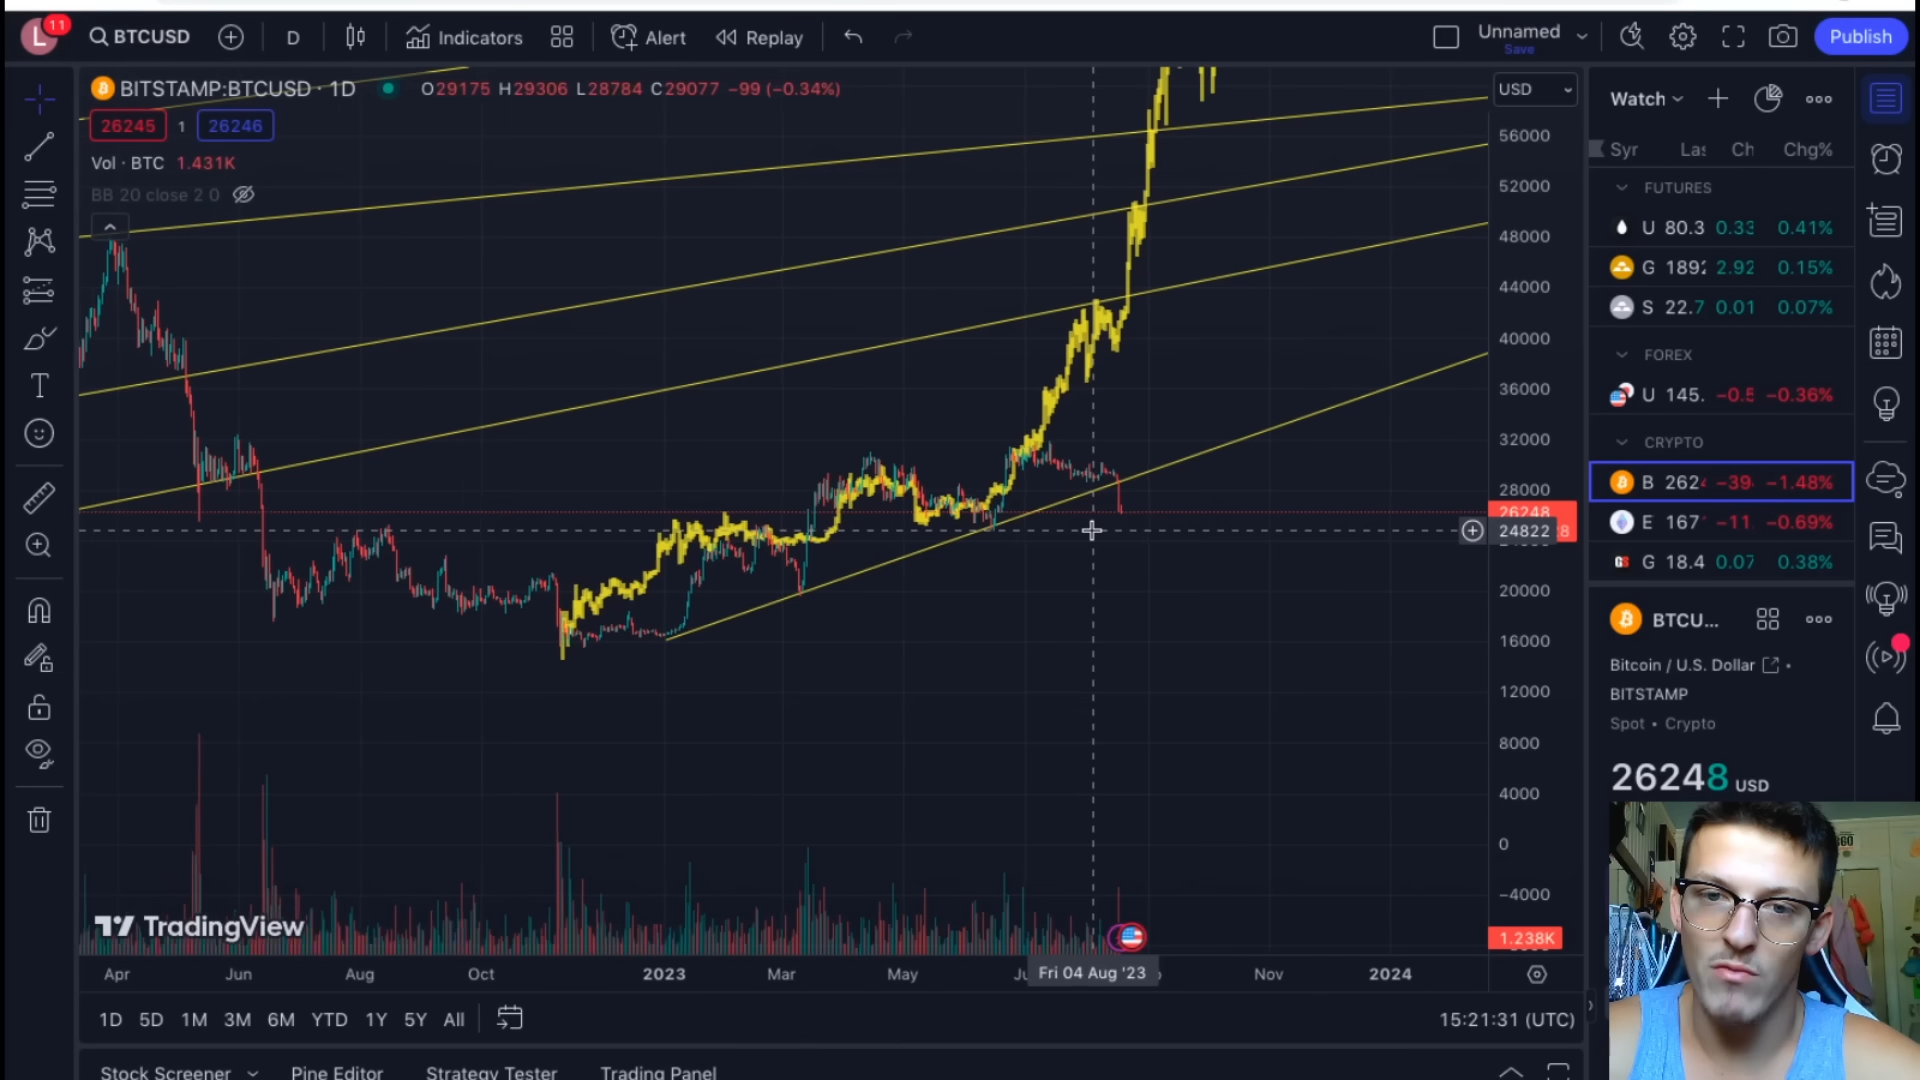 L 11 BTCUSD D Indicators Alert Replay Unnamed Save Publish
BITSTAMP:BTCUSD · 1D O29175 H29306 L28784 C29077 −99 (−0.34%)
26245 1 26246
Vol · BTC 1.431K
BB 20 close 2 0
USD
56000
52000
48000
44000
40000
36000
32000
28000
26248
24822
20000
16000
12000
8000
4000
0
−4000
1.238K
TradingView
Apr Jun Aug Oct 2023 Mar May Fri 04 Aug '23 Nov 2024
1D 5D 1M 3M 6M YTD 1Y 5Y All 15:21:31 (UTC)
Stock Screener Pine Editor Strategy Tester Trading Panel
Watch
Syr Las Ch Chg%
FUTURES
U 80.3 0.33 0.41%
G 1892 2.92 0.15%
S 22.7 0.01 0.07%
FOREX
U 145. −0.5 −0.36%
CRYPTO
B 262 −39 −1.48%
E 167 −11 −0.69%
G 18.4 0.07 0.38%
BTCU...
Bitcoin / U.S. Dollar
BITSTAMP
Spot • Crypto
26248 USD